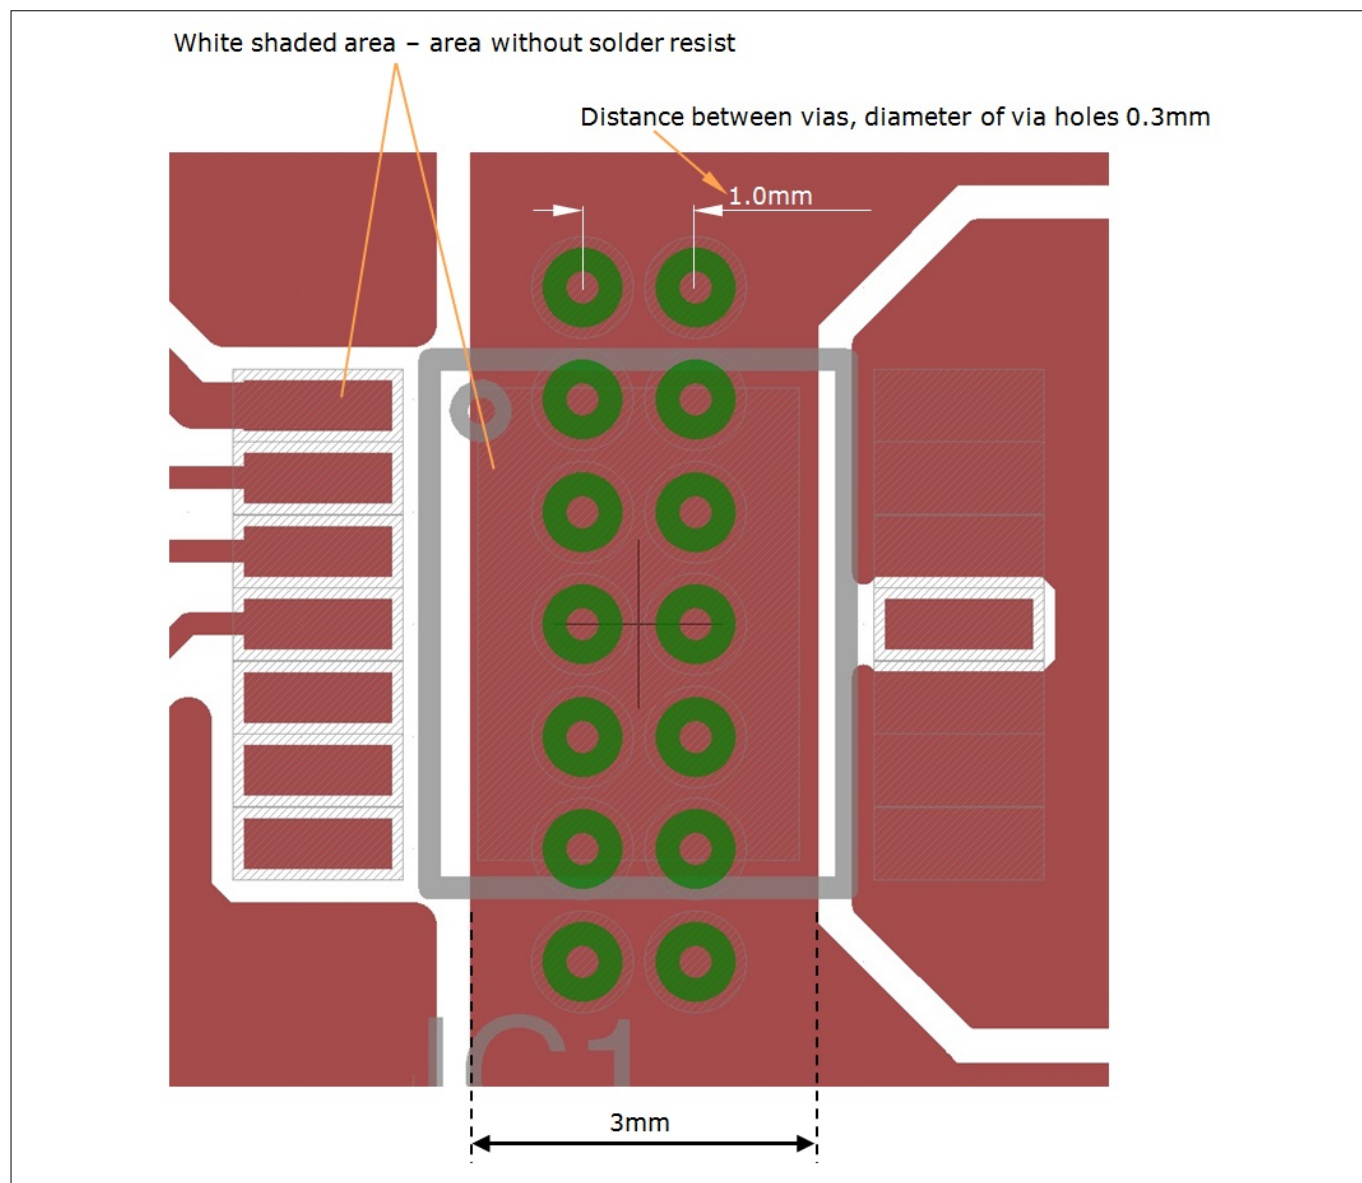 White shaded area – area without solder resist
Distance between vias, diameter of via holes 0.3mm
1.0mm
IC1
3mm